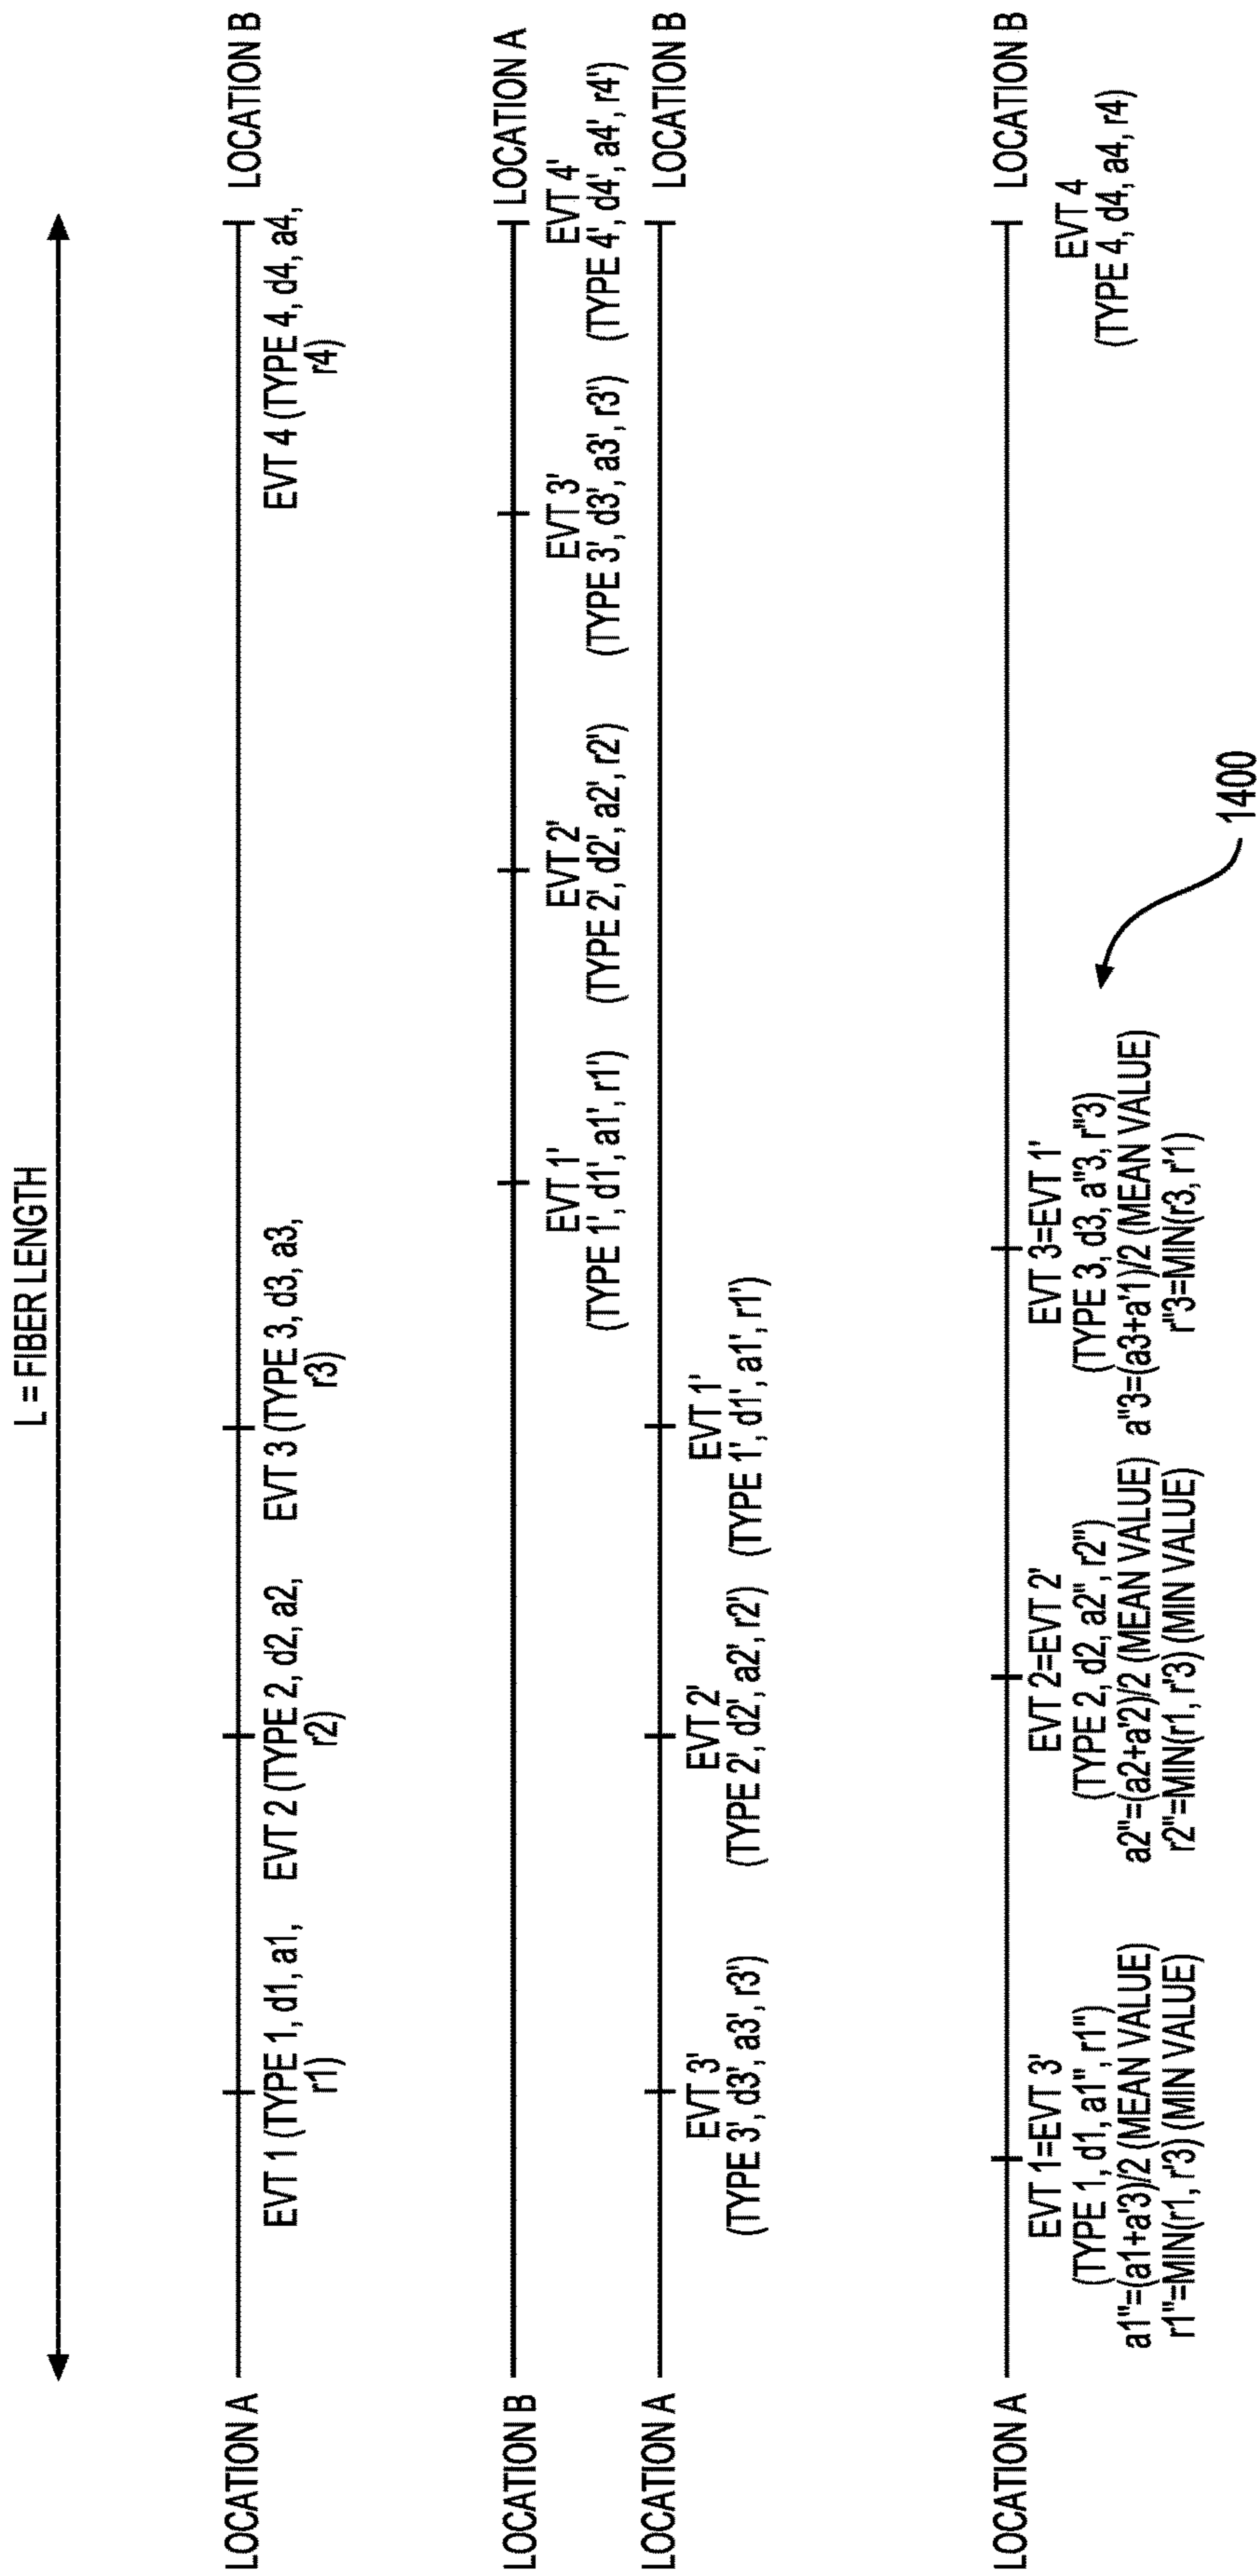 L = FIBER LENGTH
LOCATION A
LOCATION B
EVT 1 (TYPE 1, d1, a1,
r1)
EVT 2 (TYPE 2, d2, a2,
r2)
EVT 3 (TYPE 3, d3, a3,
r3)
EVT 4 (TYPE 4, d4, a4,
r4)
LOCATION B
LOCATION A
EVT 1'
(TYPE 1', d1', a1', r1')
EVT 2'
(TYPE 2', d2', a2', r2')
EVT 3'
(TYPE 3', d3', a3', r3')
EVT 4'
(TYPE 4', d4', a4', r4')
LOCATION A
LOCATION B
EVT 3'
(TYPE 3', d3', a3', r3')
EVT 2'
(TYPE 2', d2', a2', r2')
EVT 1'
(TYPE 1', d1', a1', r1')
LOCATION A
LOCATION B
EVT 1=EVT 3'
(TYPE 1, d1, a1", r1")
a1"=(a1+a'3)/2 (MEAN VALUE)
r1"=MIN(r1, r'3) (MIN VALUE)
EVT 2=EVT 2'
(TYPE 2, d2, a2", r2")
a2"=(a2+a'2)/2 (MEAN VALUE)
r2"=MIN(r1, r'3) (MIN VALUE)
EVT 3=EVT 1'
(TYPE 3, d3, a"3, r"3)
a"3=(a3+a'1)/2 (MEAN VALUE)
r"3=MIN(r3, r'1)
EVT 4
(TYPE 4, d4, a4, r4)
1400